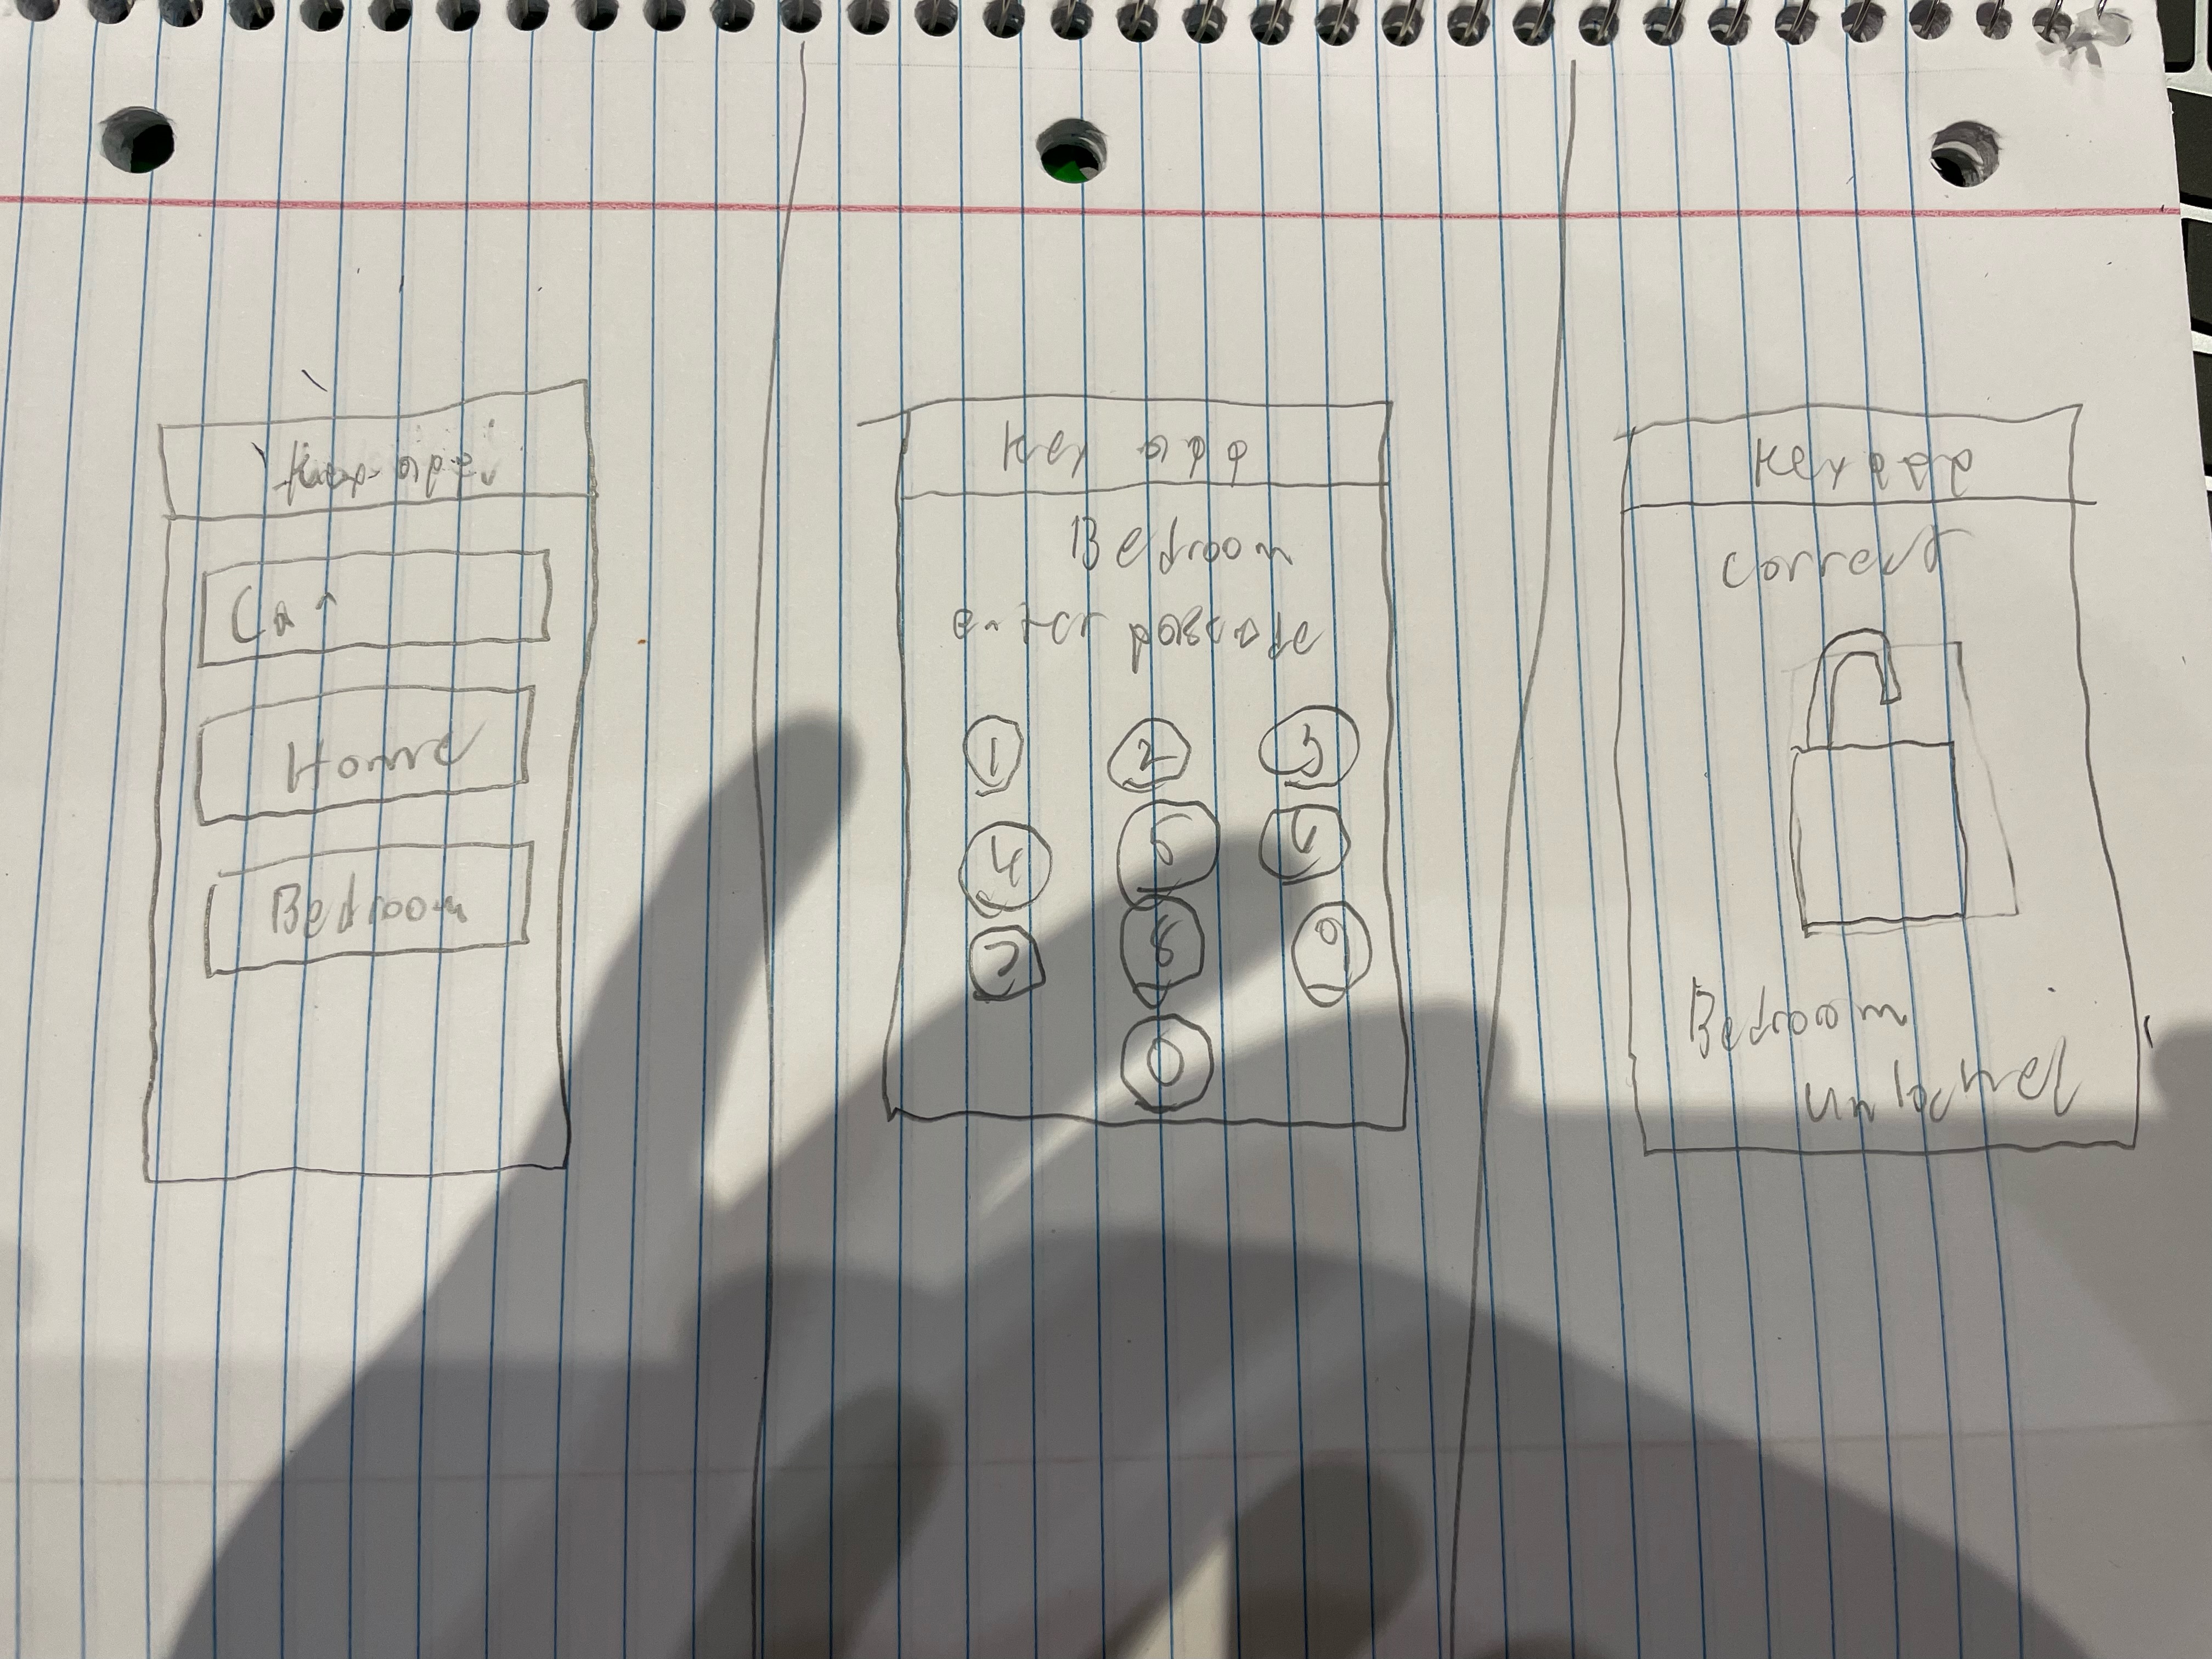 Key app
Car
Home
Bedroom
Key app
Bedroom
enter passcode
1 2 3
4 5 6
7 8 9
0
Key app
correct
Bedroom
unlocked